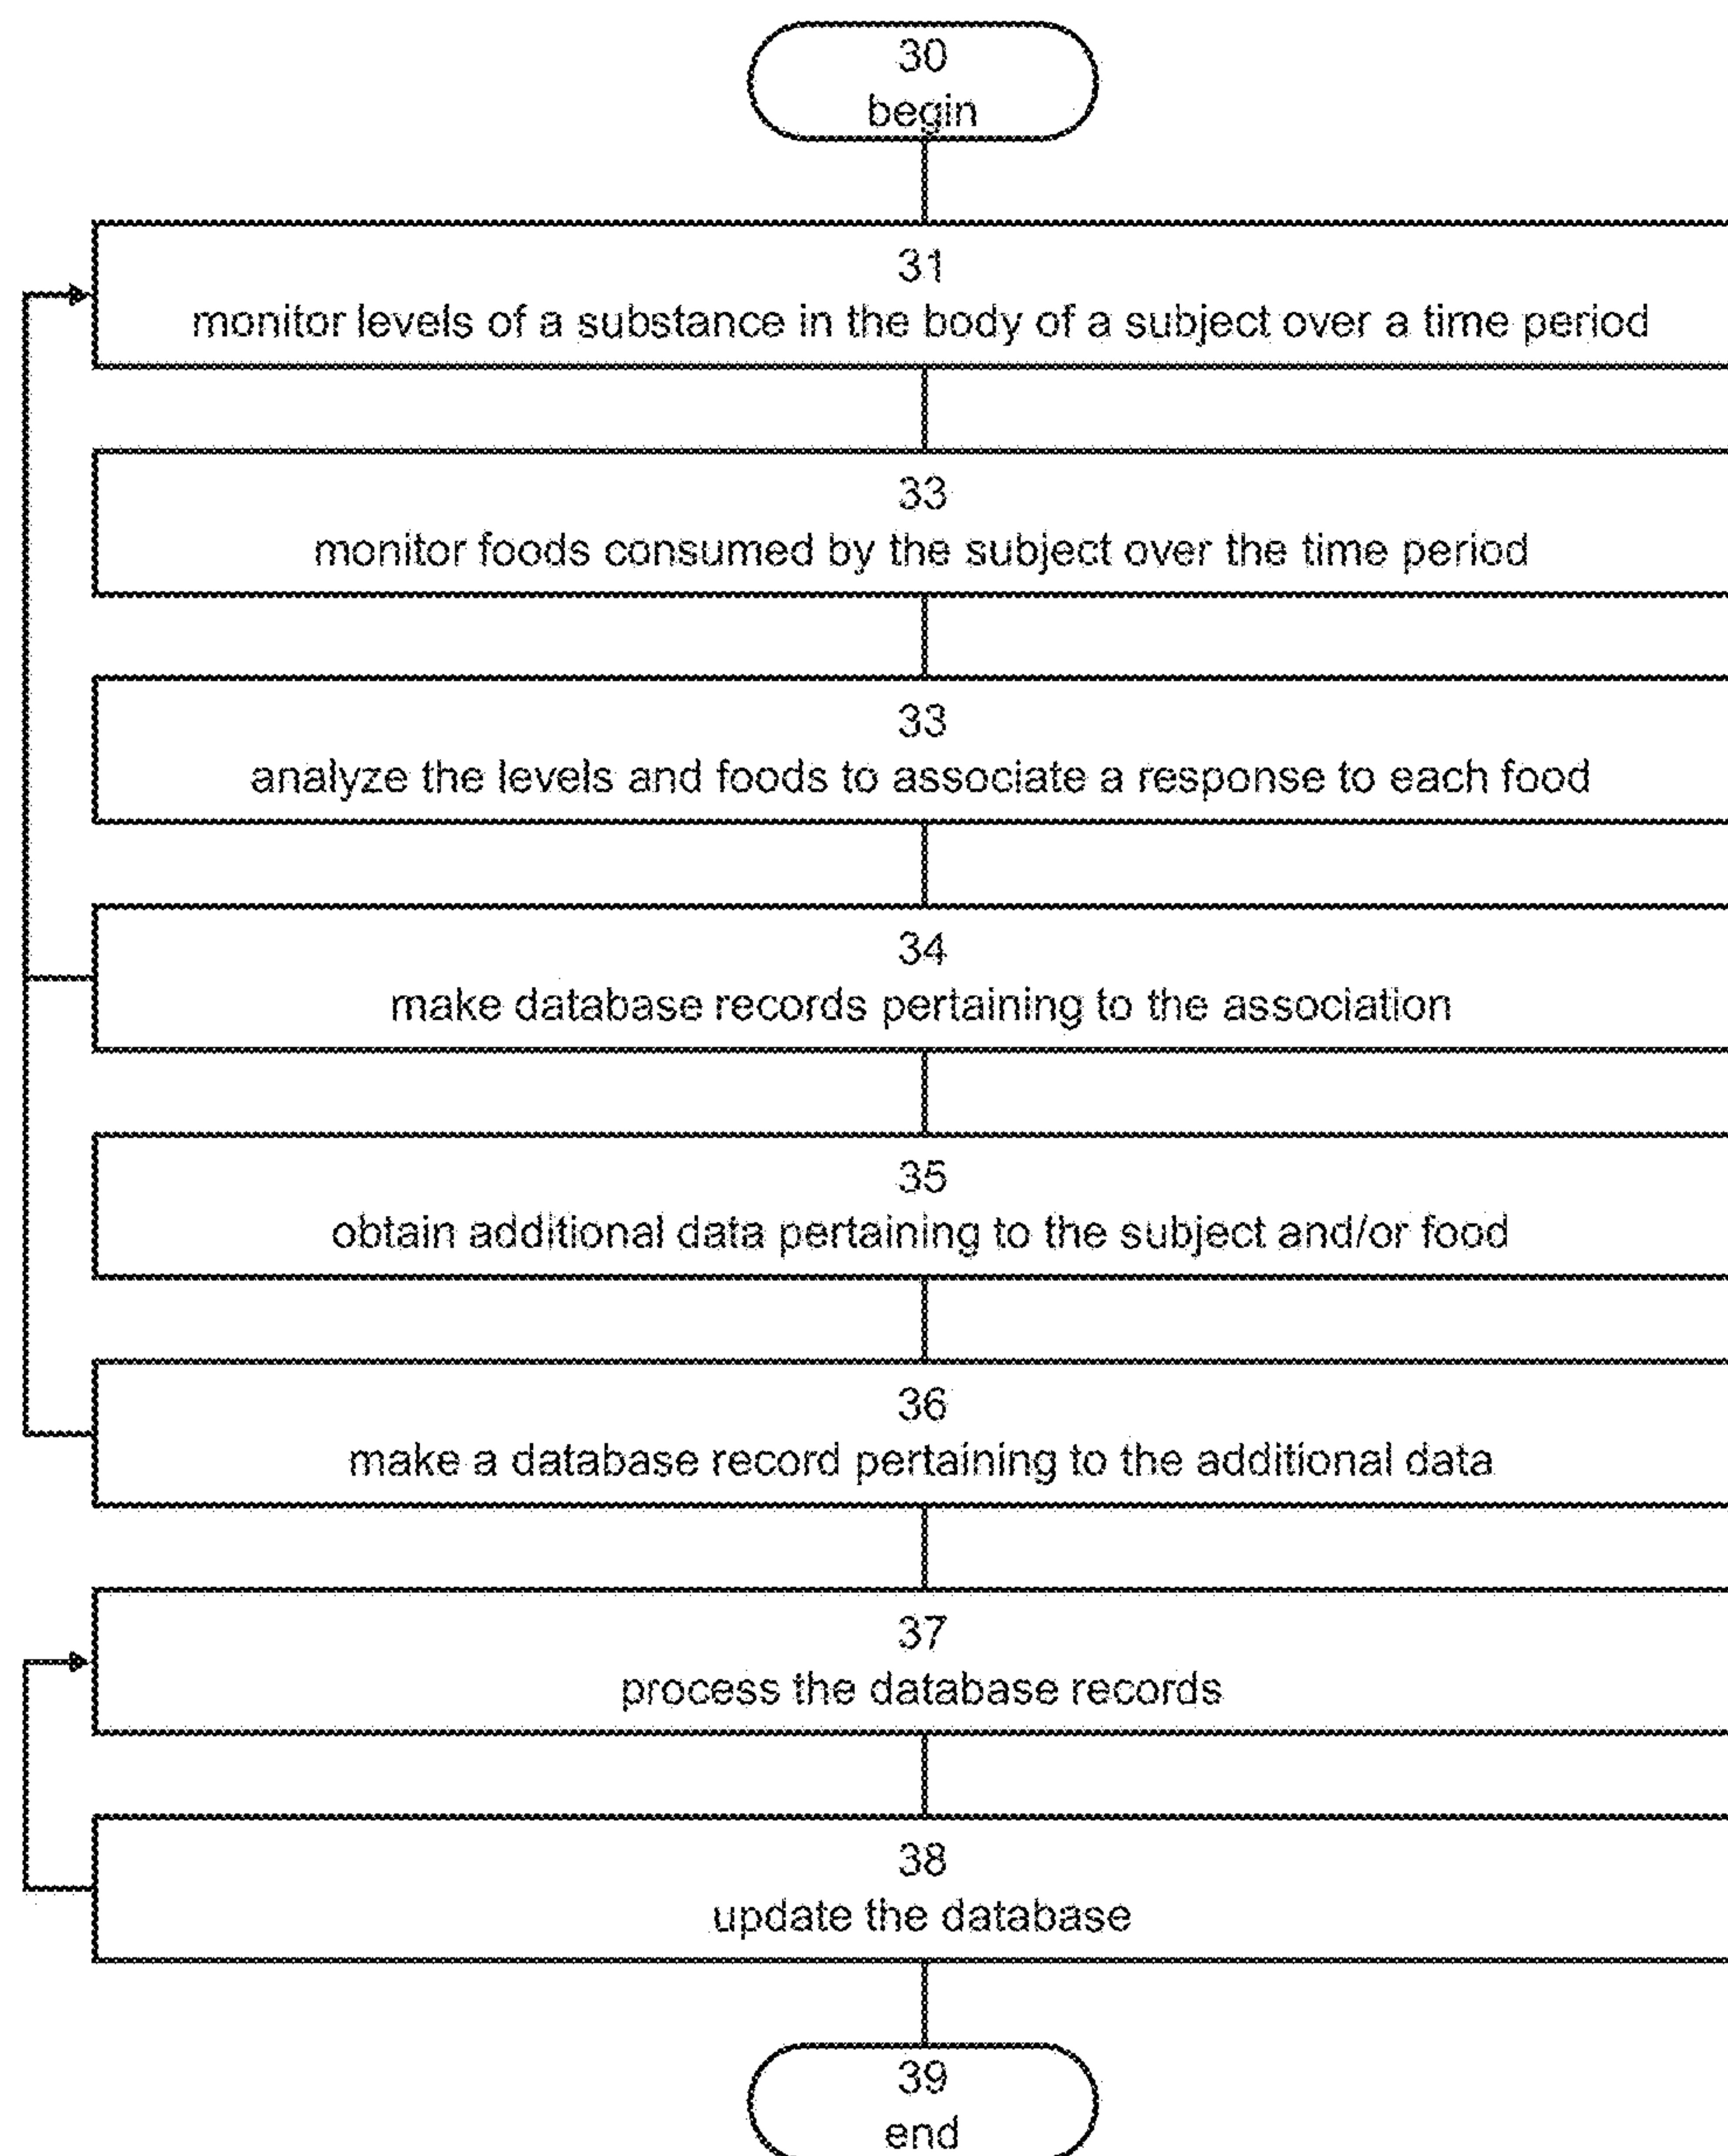 30
begin
31
monitor levels of a substance in the body of a subject over a time period
33
monitor foods consumed by the subject over the time period
33
analyze the levels and foods to associate a response to each food
34
make database records pertaining to the association
35
obtain additional data pertaining to the subject and/or food
36
make a database record pertaining to the additional data
37
process the database records
38
update the database
39
end